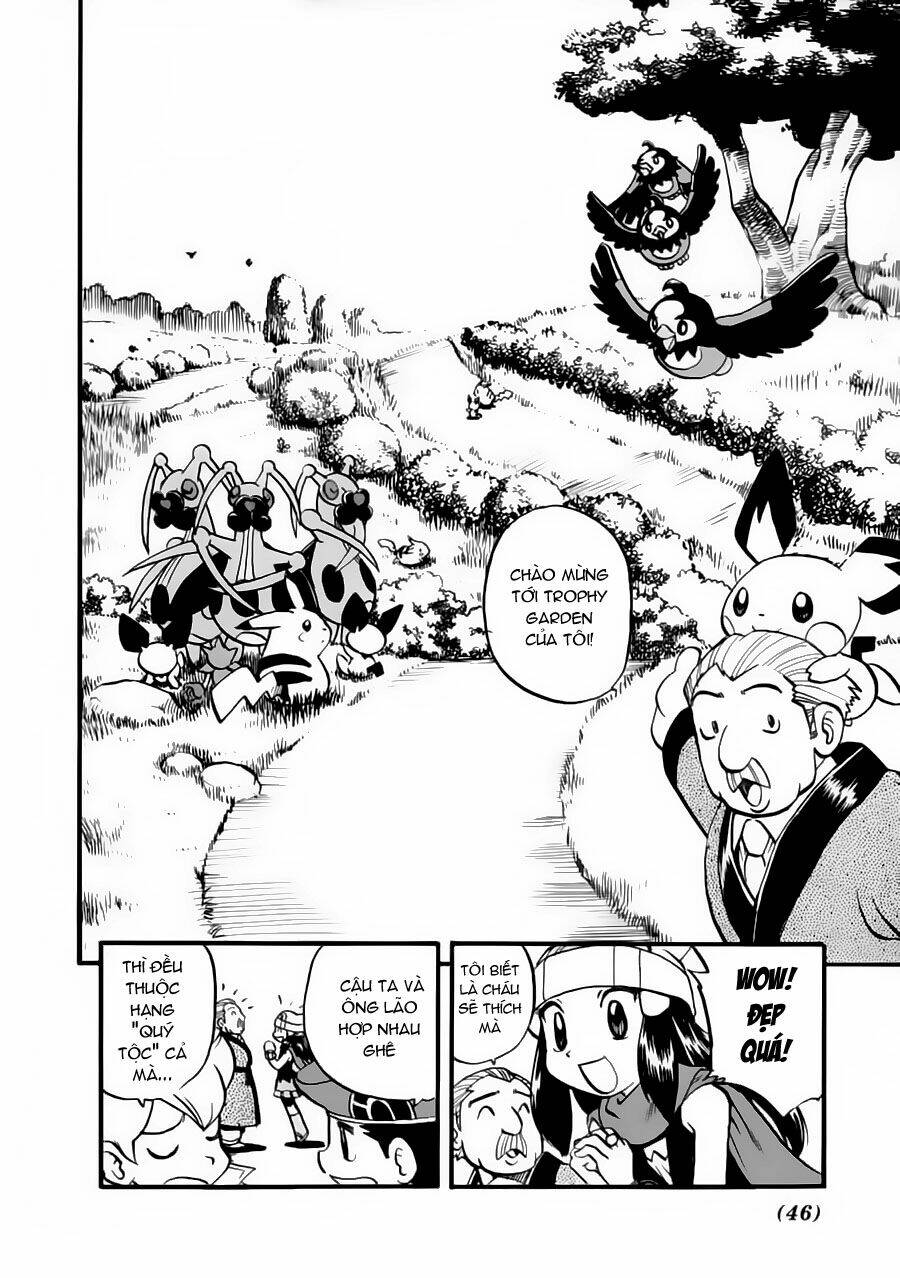 CHÀO MỪNG
TỚI TROPHY
GARDEN
CỦA TÔI!
WOW!
ĐẸP
QUÁ!
TÔI BIẾT
LÀ CHÁU
SẼ THÍCH
MÀ
CẬU TA VÀ
ÔNG LÃO
HỢP NHAU
GHÊ
THÌ ĐỀU
THUỘC
HẠNG
"QUÝ
TỘC" CẢ
MÀ...
(46)